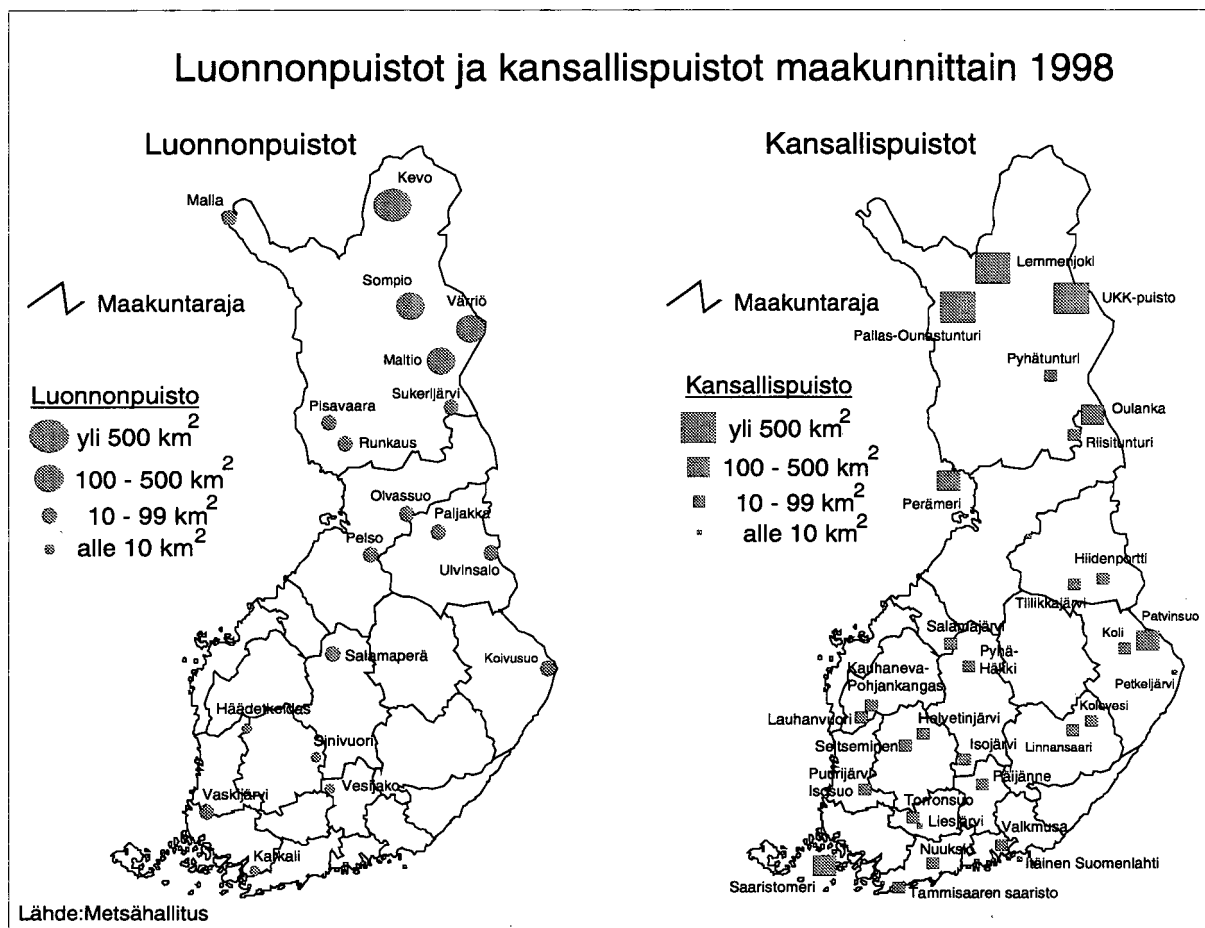 Luonnonpuistot ja kansallispuistot maakunnittain 1998
Luonnonpuistot
Kevo
Malla
Sompio
Värriö
Maakuntaraja
Maltio
Sukerijärvi
Luonnonpuisto
Pisavaara
yli 500 km²
Runkaus
100 - 500 km²
Olvassuo
10 - 99 km²
Paljakka
Pelso
alle 10 km²
Ulvinsalo
Salamaperä
Koivusuo
Häädetkeidas
Sinivuori
Vesijako
Vaskijärvi
Karkali
Lähde:Metsähallitus
Kansallispuistot
Lemmenjoki
Maakuntaraja
UKK-puisto
Pallas-Ounastunturi
Pyhätunturi
Kansallispuisto
Oulanka
yli 500 km²
Riisitunturi
100 - 500 km²
10 - 99 km²
Perämeri
alle 10 km²
Hiidenportti
Tiilikkajärvi
Patvinsuo
Salamajärvi
Koli
Pyhä-
Häkki
Kauhaneva-
Pohjankangas
Petkeljärvi
Kolovesi
Lauhanvuori
Helvetinjärvi
Linnansaari
Seitseminen
Isojärvi
Puurijärvi
Isosuo
Päijänne
Torronsuo
Liesjärvi
Valkmusa
Nuuksio
Itäinen Suomenlahti
Saaristomeri
Tammisaaren saaristo